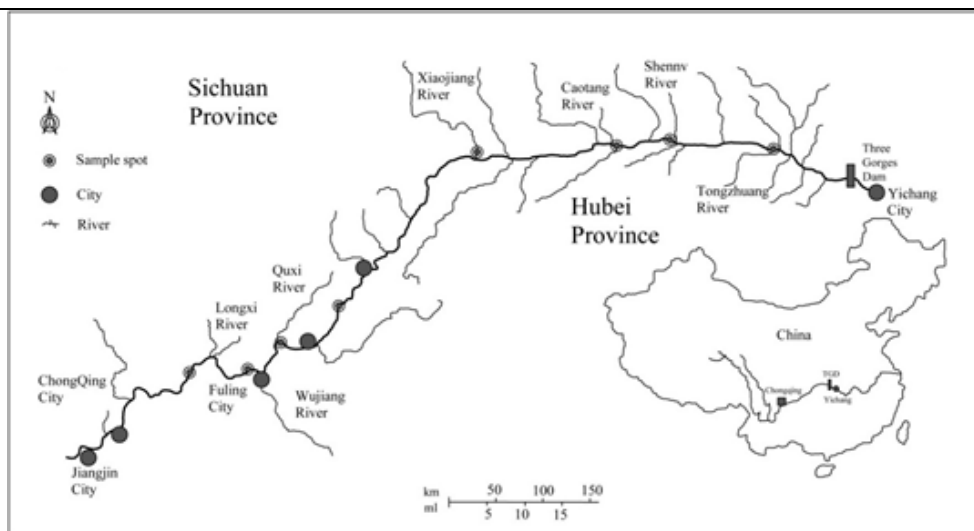 Sichuan
Province
N
Sample spot
City
River
Xiaojiang
River
Caotang
River
Shennv
River
Three
Gorges
Dam
Tongzhuang
River
Yichang
City
Hubei
Province
Quxi
River
Longxi
River
ChongQing
City
Fuling
City
Wujiang
River
Jiangjin
City
China
Chongqing
TGD
Yichang
km 50 100 150
ml 5 10 15